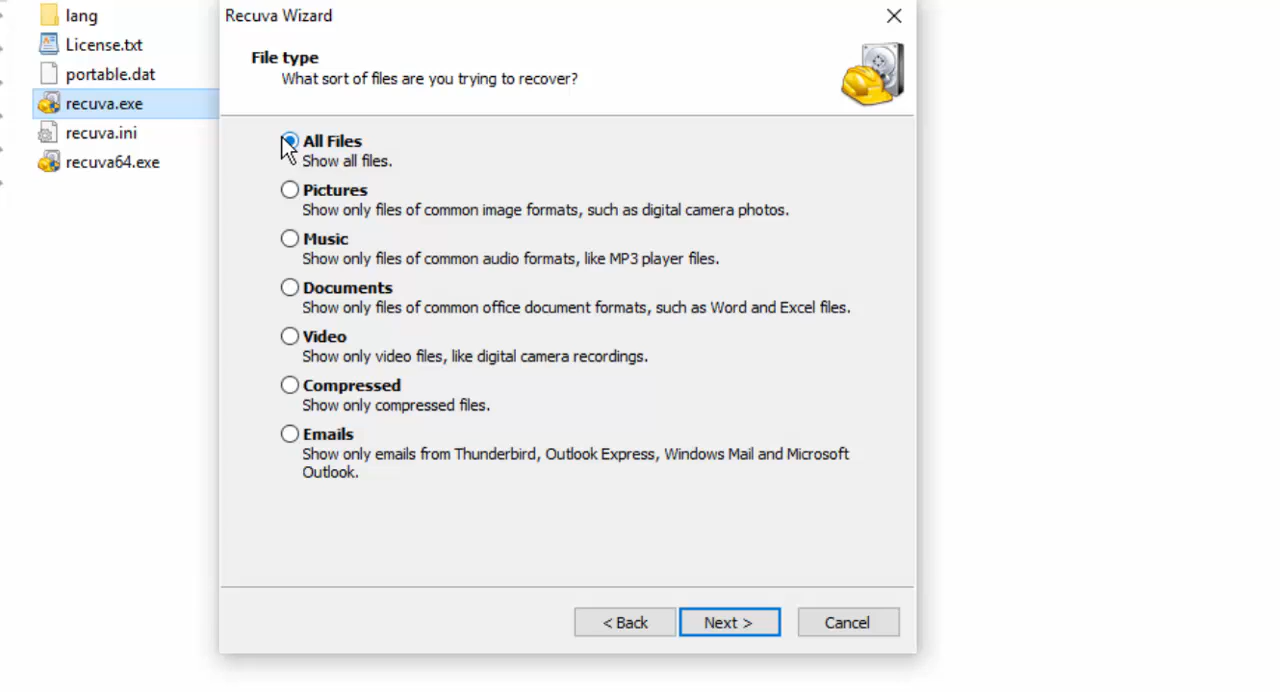 lang
License.txt
portable.dat
recuva.exe
recuva.ini
recuva64.exe
Recuva Wizard
File type
What sort of files are you trying to recover?
All Files
Show all files.
Pictures
Show only files of common image formats, such as digital camera photos.
Music
Show only files of common audio formats, like MP3 player files.
Documents
Show only files of common office document formats, such as Word and Excel files.
Video
Show only video files, like digital camera recordings.
Compressed
Show only compressed files.
Emails
Show only emails from Thunderbird, Outlook Express, Windows Mail and Microsoft
Outlook.
< Back
Next >
Cancel